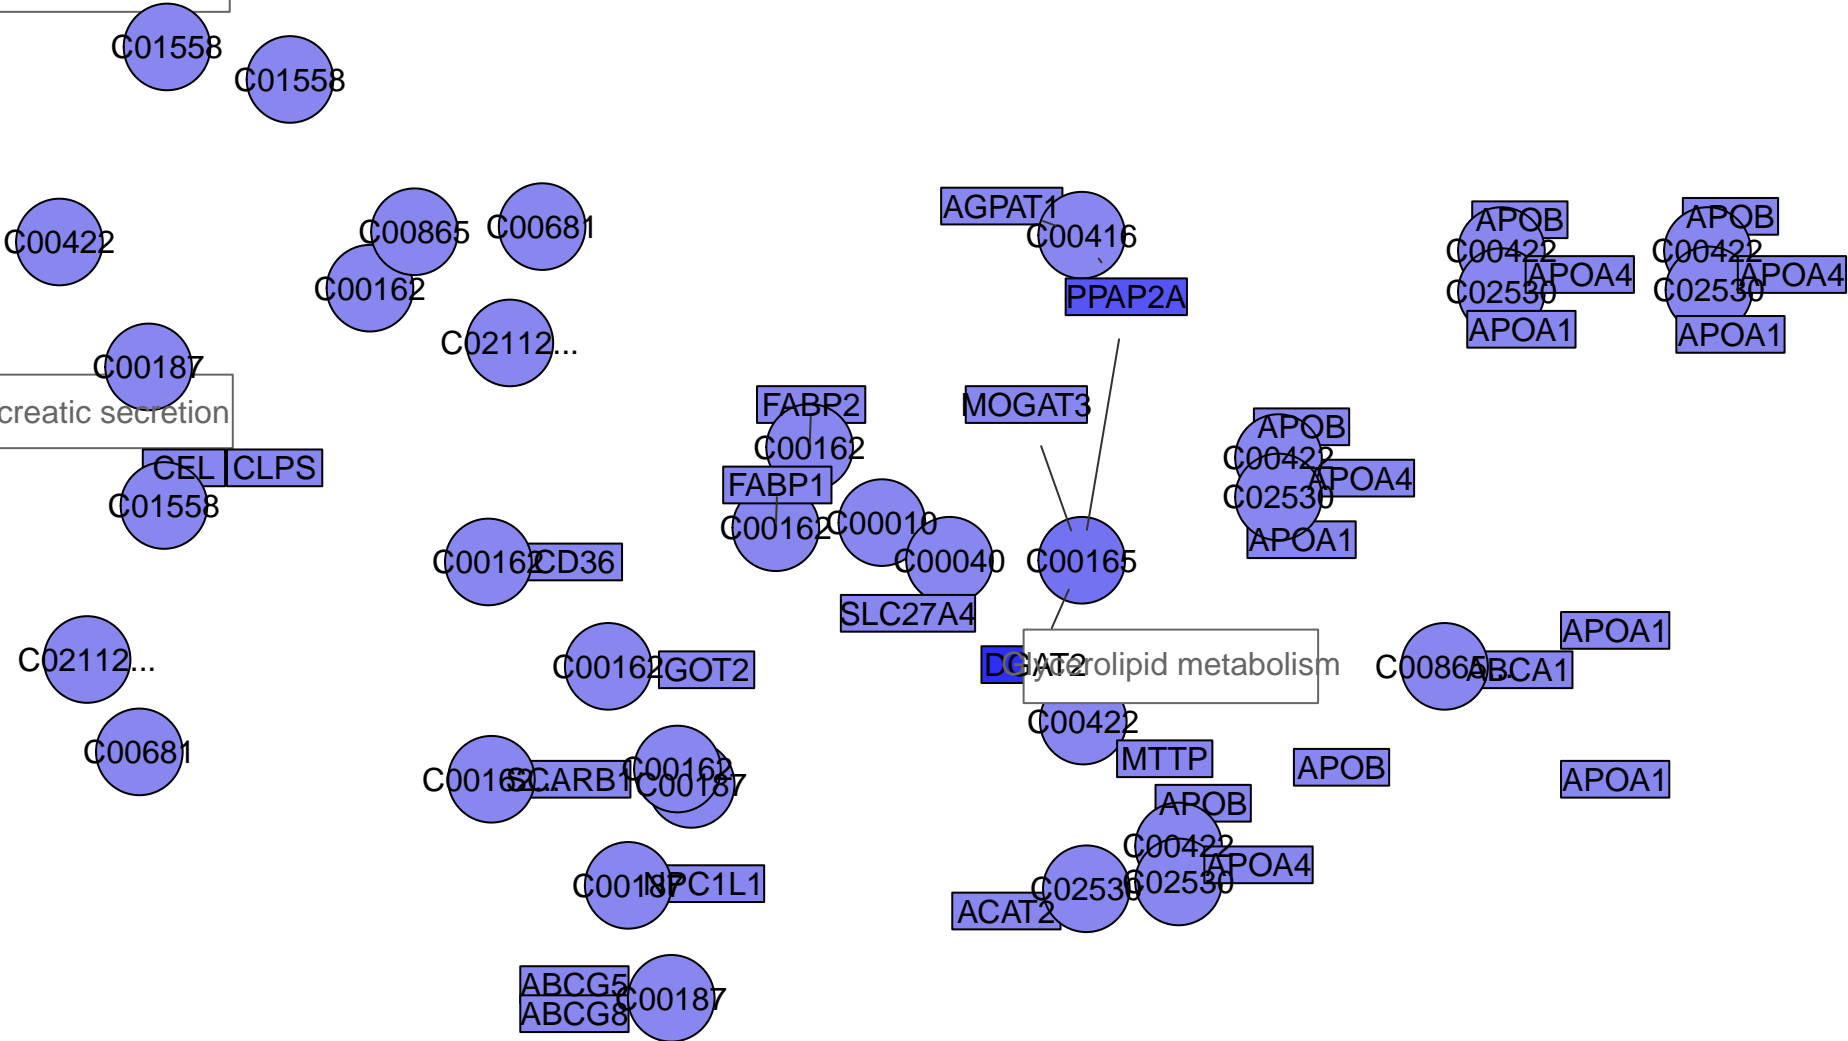 C01558
C01558
C00422
C00865
C00681
C00162
C02112...
C00187
creatic secretion
CEL
CLPS
C01558
C02112...
C00681
AGPAT1
C00416
PPAP2A
MOGAT3
FABP2
C00162
FABP1
C00162
C00010
C00040
SLC27A4
C00165
DGAT2
Glycerolipid metabolism
C00422
MTTP
APOB
APOB
C00422
APOA4
C02530
C02530
ACAT2
C00162
CD36
C00162
GOT2
C00162...
SCARB1
C00162
C00187
C00187
NPC1L1
ABCG5
ABCG8
C00187
APOB
C00422
APOA4
C02530
APOA1
APOB
C00422
APOA4
C02530
APOA1
APOB
C00422
APOA4
C02530
APOA1
APOA1
C00865...
ABCA1
APOA1